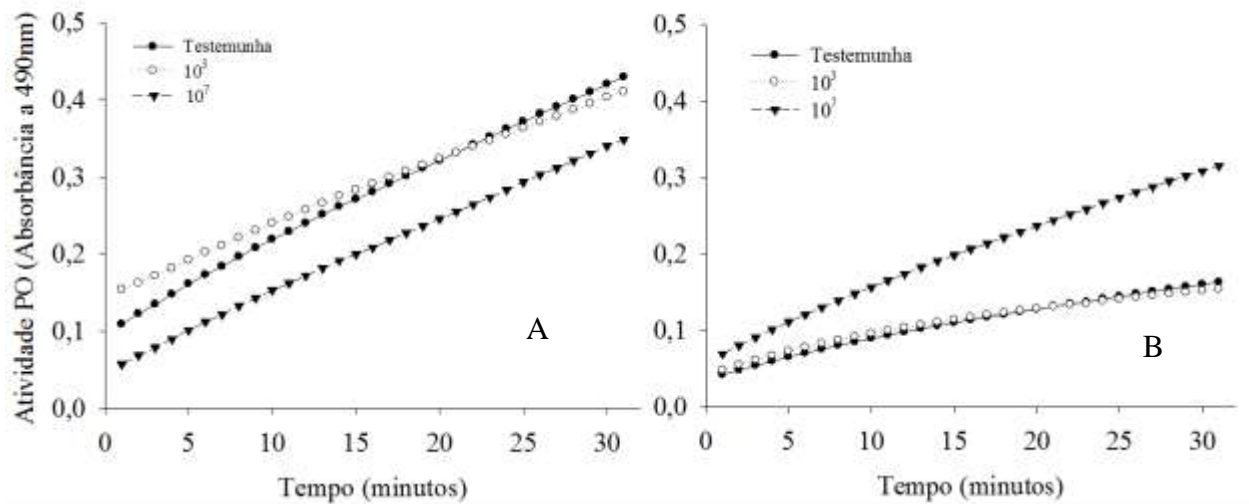 Atividade PO (Absorbância a 490nm)
0,5
0,4
0,3
0,2
0,1
0,0
Testemunha
10³
10⁷
A
0 5 10 15 20 25 30
Tempo (minutos)
0,5
0,4
0,3
0,2
0,1
0,0
Testemunha
10³
10⁷
B
0 5 10 15 20 25 30
Tempo (minutos)